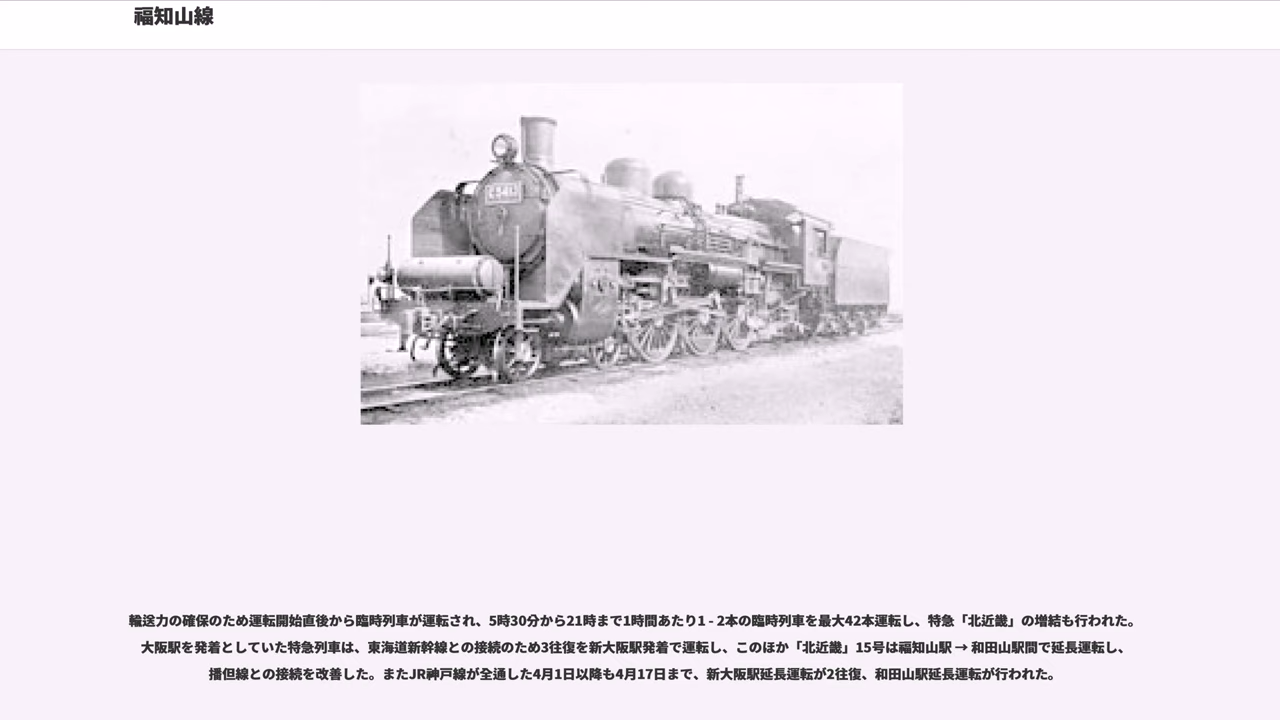 福知山線
輸送力の確保のため運転開始直後から臨時列車が運転され、5時30分から21時まで1時間あたり1 - 2本の臨時列車を最大42本運転し、特急「北近畿」の増結も行われた。
大阪駅を発着としていた特急列車は、東海道新幹線との接続のため3往復を新大阪駅発着で運転し、このほか「北近畿」15号は福知山駅 → 和田山駅間で延長運転し、
播但線との接続を改善した。またJR神戸線が全通した4月1日以降も4月17日まで、新大阪駅延長運転が2往復、和田山駅延長運転が行われた。